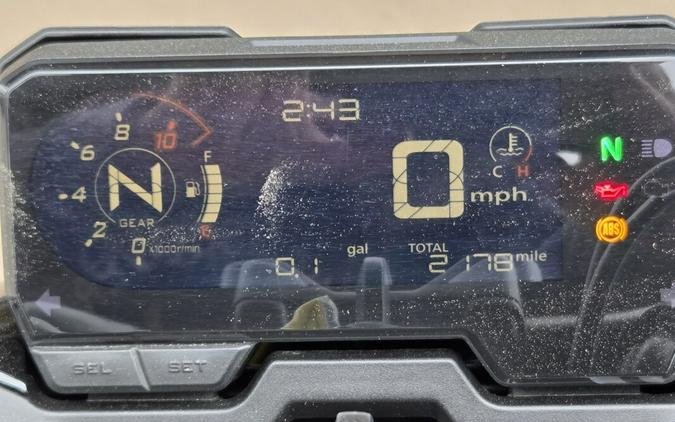 2:43
8
10
6
4
2
0
x1000r/min
N
GEAR
F
E
0
mph
C H
N
ABS
0.1 gal
TOTAL
2178 mile
SEL SET